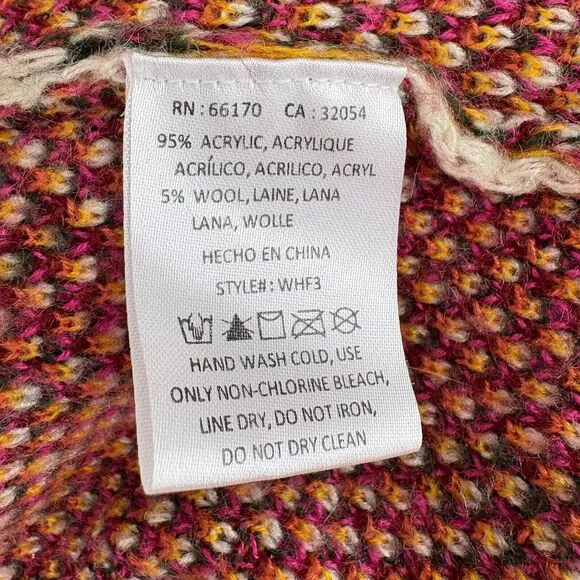 RN : 66170 CA : 32054
95% ACRYLIC, ACRYLIQUE
ACRÍLICO, ACRILICO, ACRYL
5% WOOL, LAINE, LANA
LANA, WOLLE
HECHO EN CHINA
STYLE# : WHF3
HAND WASH COLD, USE
ONLY NON-CHLORINE BLEACH,
LINE DRY, DO NOT IRON,
DO NOT DRY CLEAN